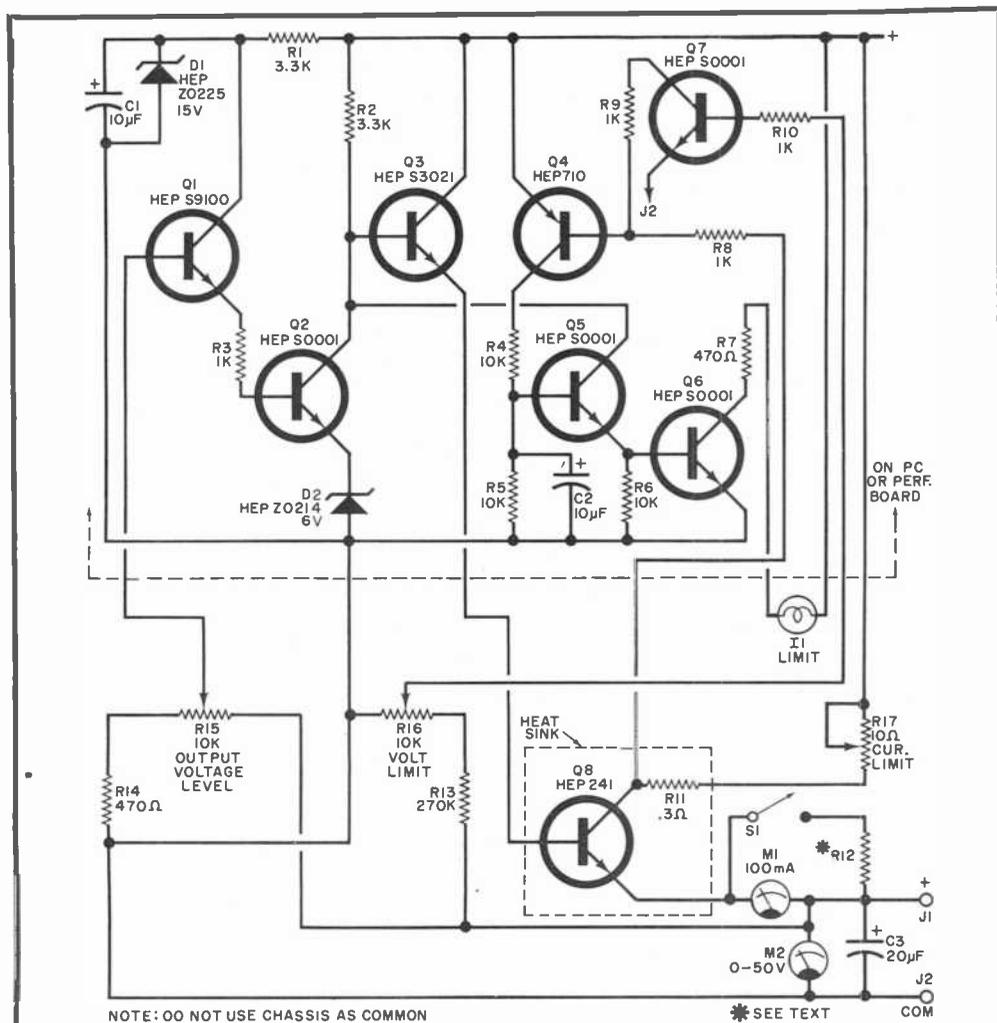 D1
HEP
Z0225
15V
+
C1
10µF
R1
3.3K
R2
3.3K
Q1
HEP S9100
R3
1K
Q2
HEP S0001
D2
HEP Z0214
6V
Q3
HEP S3021
Q4
HEP710
R9
1K
Q7
HEP S0001
J2
R10
1K
+
R8
1K
R4
10K
Q5
HEP S0001
R7
470Ω
Q6
HEP S0001
R5
10K
+
C2
10µF
R6
10K
ON PC
OR PERF.
BOARD
I1
LIMIT
R15
10K
OUTPUT
VOLTAGE
LEVEL
R14
470Ω
R16
10K
VOLT
LIMIT
R13
270K
HEAT
SINK
Q8
HEP 241
R11
.3Ω
R17
10Ω
CUR.
LIMIT
S1
*R12
M1
100mA
+
J1
M2
0-50V
+
C3
20µF
J2
COM
NOTE: DO NOT USE CHASSIS AS COMMON
*SEE TEXT